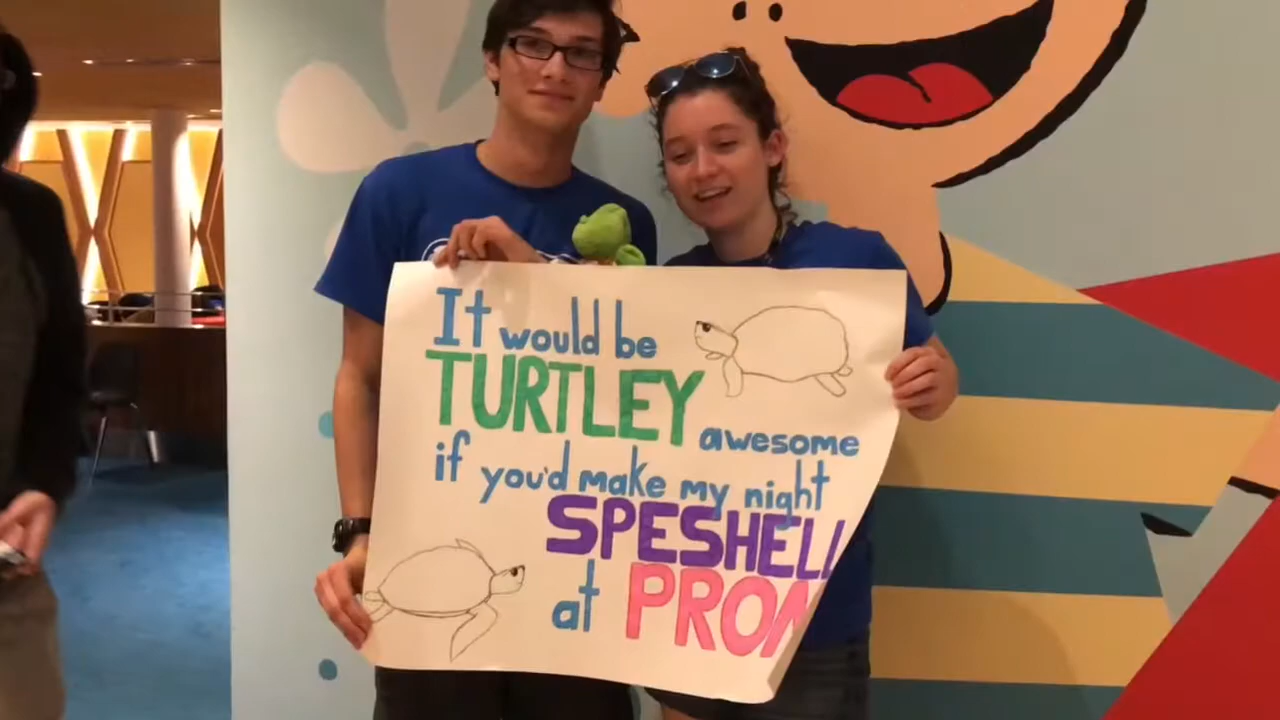 It would be
TURTLEY awesome
if you'd make my night
SPESHELL
at PROM